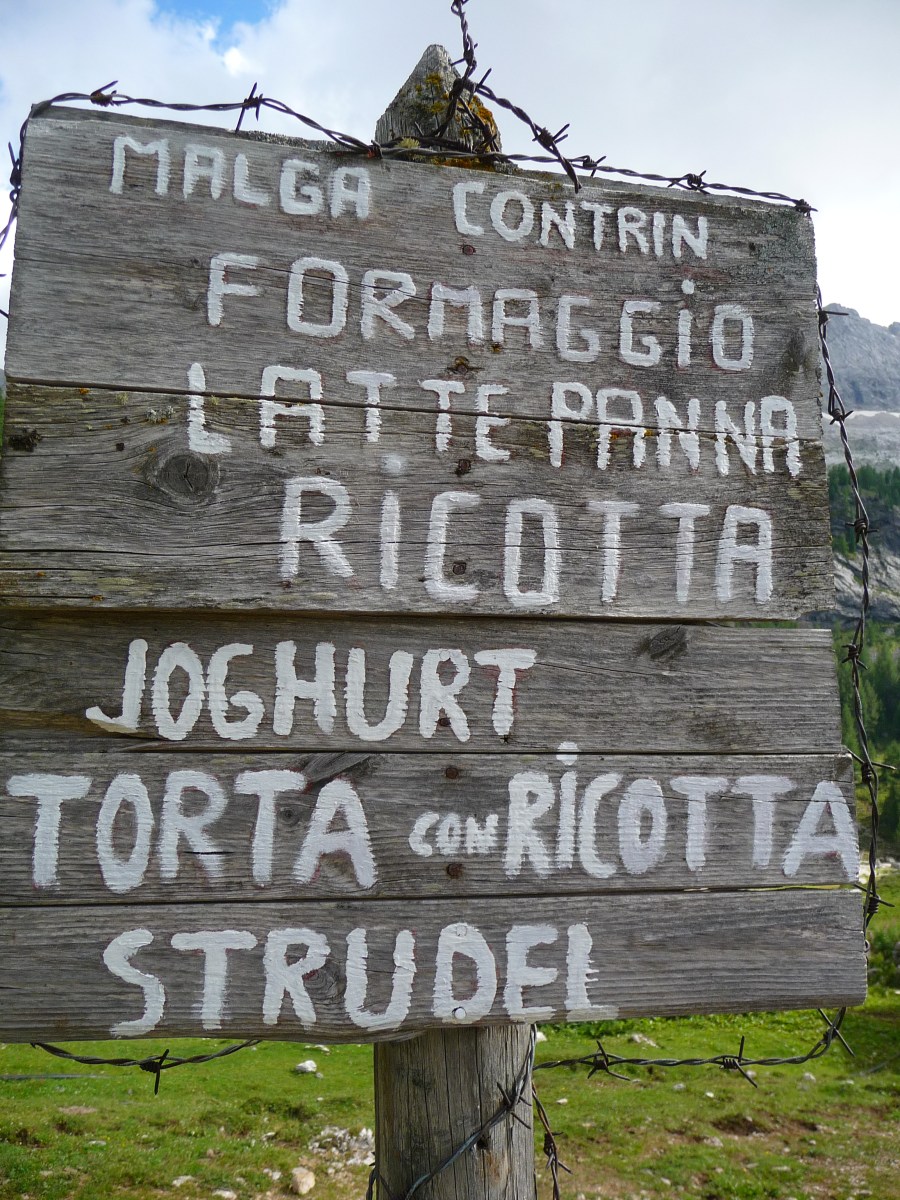 MALGA CONTRIN
FORMAGGiO
LATTE PANNA
RiCOTTA
JOGHURT
TORTA CON RiCOTTA
STRUDEL